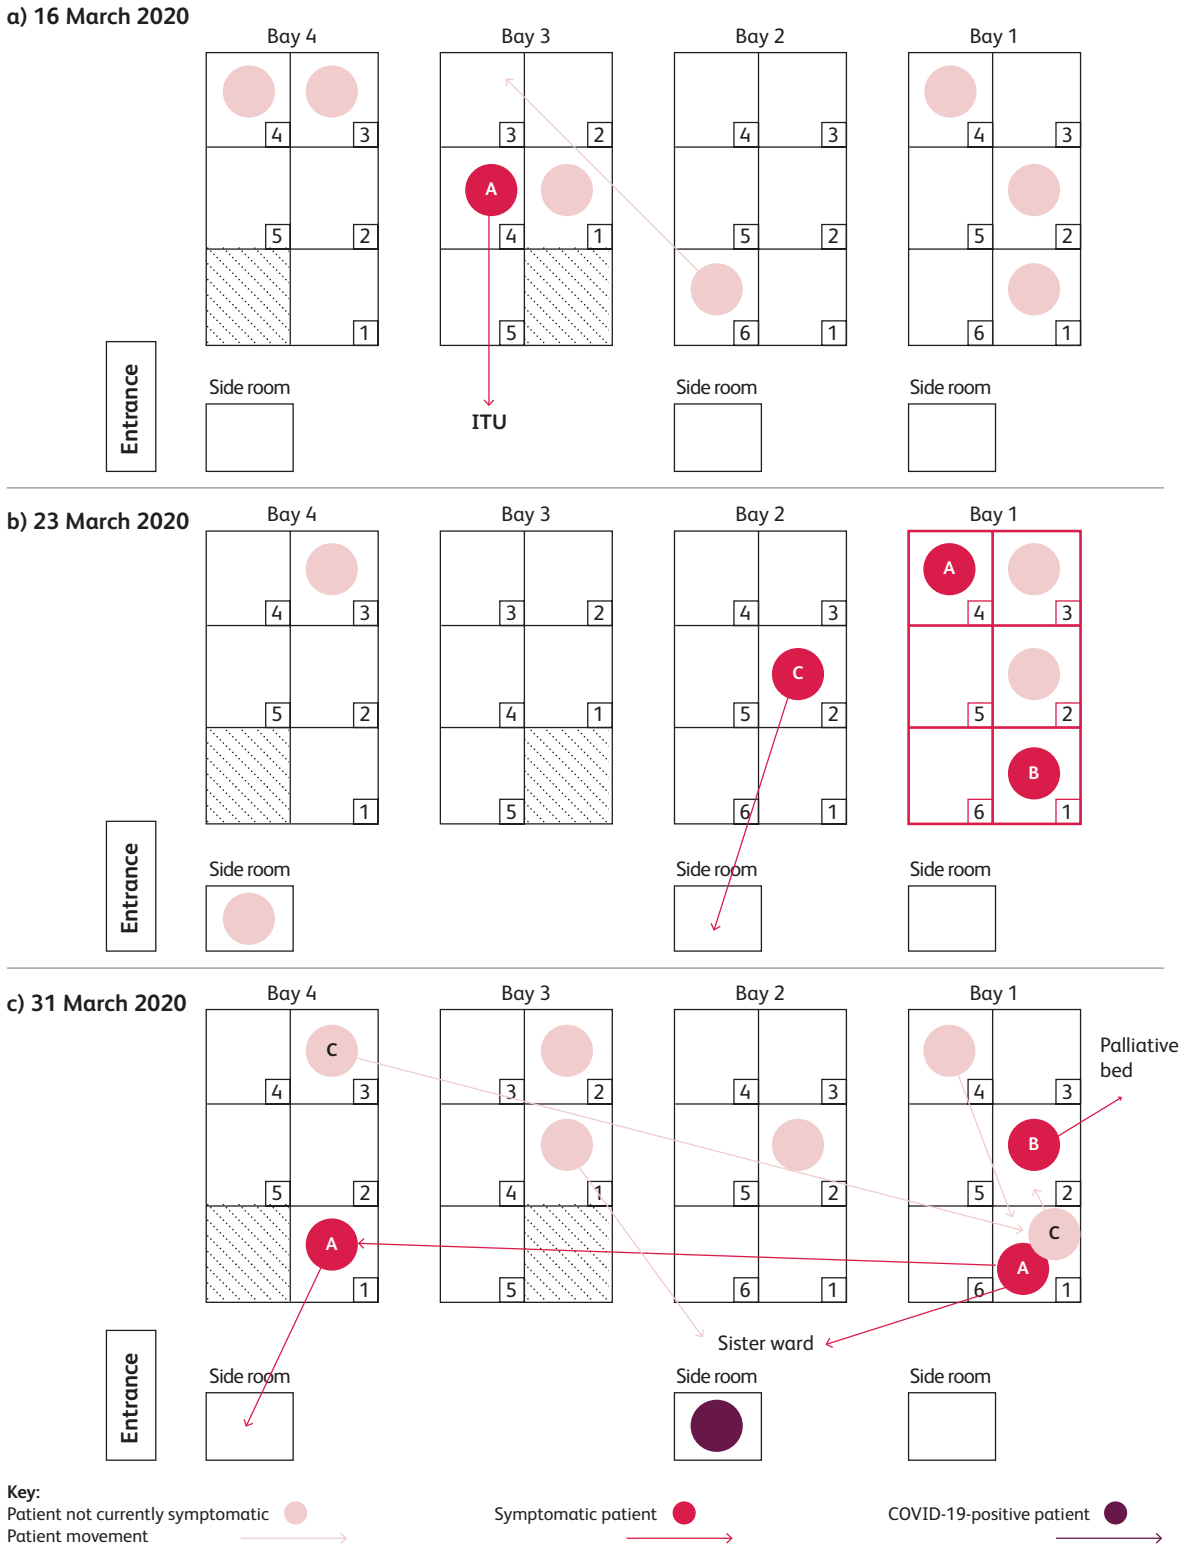 a) 16 March 2020
Bay 4 Bay 3 Bay 2 Bay 1
4 3 3 2 4 3 4 3
A
5 2 4 1 5 2 5 2
1 5 6 1 6 1
Entrance
Side room Side room Side room
ITU
b) 23 March 2020
Bay 4 Bay 3 Bay 2 Bay 1
A
4 3 3 2 4 3 4 3
C
5 2 4 1 5 2 5 2
B
1 5 6 1 6 1
Entrance
Side room Side room Side room
c) 31 March 2020
Bay 4 Bay 3 Bay 2 Bay 1
C
Palliative
bed
4 3 3 2 4 3 4 3
B
5 2 4 1 5 2 5 2
C
A A
1 5 6 1 6 1
Sister ward
Entrance
Side room Side room Side room
Key:
Patient not currently symptomatic Symptomatic patient COVID-19-positive patient
Patient movement